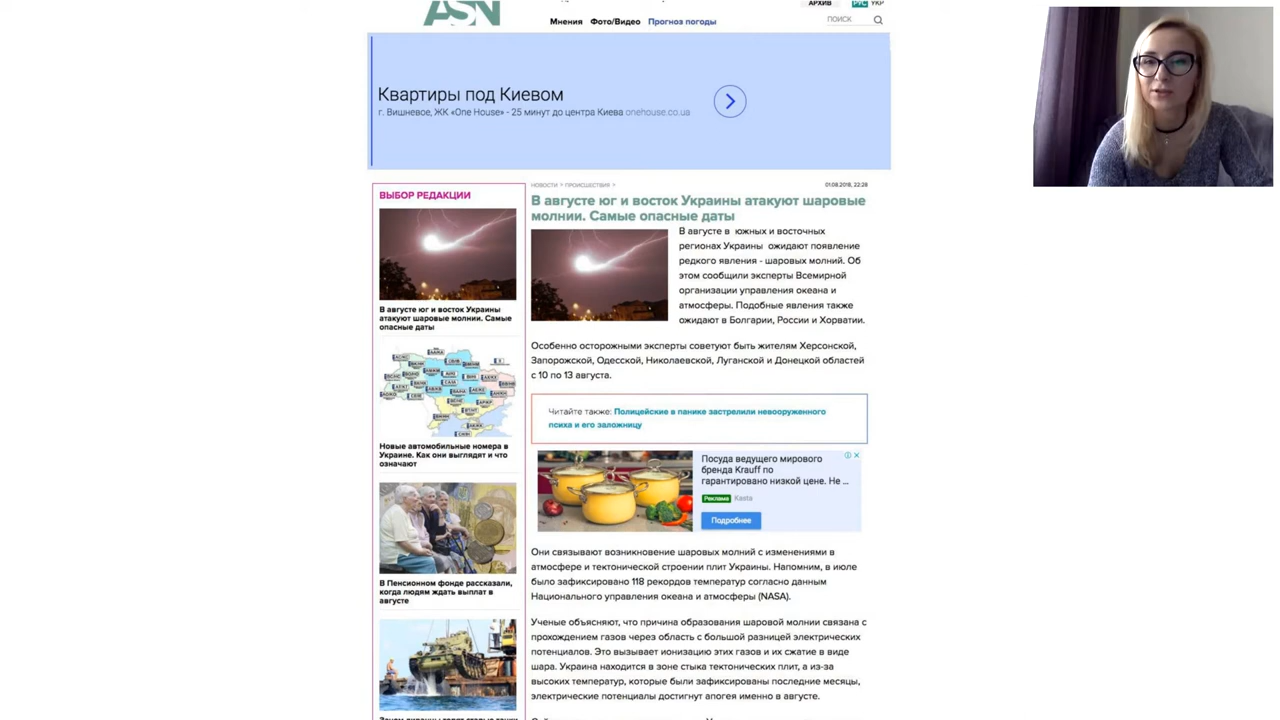 ASN
АРХИВ
РУС УКР
Мнения Фото/Видео Прогноз погоды
ПОИСК
Квартиры под Киевом
г. Вишневое, ЖК «One House» - 25 минут до центра Киева onehouse.co.ua
ВЫБОР РЕДАКЦИИ
В августе юг и восток Украины
атакуют шаровые молнии. Самые
опасные даты
Новые автомобильные номера в
Украине. Как они выглядят и что
означают
В Пенсионном фонде рассказали,
когда людям ждать выплат в
августе
НОВОСТИ > ПРОИСШЕСТВИЯ >
01.08.2018, 22:28
В августе юг и восток Украины атакуют шаровые
молнии. Самые опасные даты
В августе в южных и восточных
регионах Украины ожидают появление
редкого явления - шаровых молний. Об
этом сообщили эксперты Всемирной
организации управления океана и
атмосферы. Подобные явления также
ожидают в Болгарии, России и Хорватии.
Особенно осторожными эксперты советуют быть жителям Херсонской,
Запорожской, Одесской, Николаевской, Луганской и Донецкой областей
с 10 по 13 августа.
Читайте также: Полицейские в панике застрелили невооруженного
психа и его заложницу
Посуда ведущего мирового
бренда Krauff по
гарантировано низкой цене. Не ...
Реклама Kasta
Подробнее
Они связывают возникновение шаровых молний с изменениями в
атмосфере и тектонической строении плит Украины. Напомним, в июле
было зафиксировано 118 рекордов температур согласно данным
Национального управления океана и атмосферы (NASA).
Ученые объясняют, что причина образования шаровой молнии связана с
прохождением газов через область с большой разницей электрических
потенциалов. Это вызывает ионизацию этих газов и их сжатие в виде
шара. Украина находится в зоне стыка тектонических плит, а из-за
высоких температур, которые были зафиксированы последние месяцы,
электрические потенциалы достигнут апогея именно в августе.